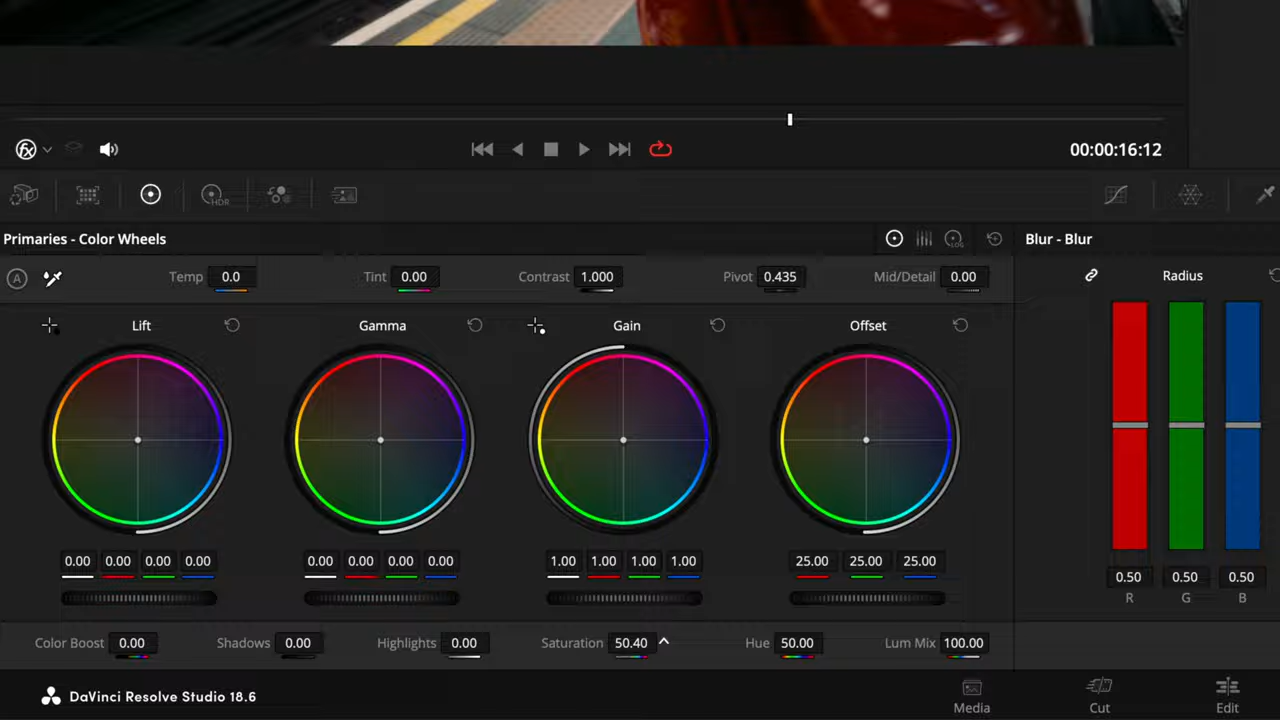 fx
00:00:16:12
HDR
Primaries - Color Wheels
LOG
Blur - Blur
A
Temp 0.0 Tint 0.00 Contrast 1.000 Pivot 0.435 Mid/Detail 0.00
Radius
Lift Gamma Gain Offset
0.00 0.00 0.00 0.00 0.00 0.00 0.00 0.00 1.00 1.00 1.00 1.00 25.00 25.00 25.00
0.50 0.50 0.50
R G B
Color Boost 0.00 Shadows 0.00 Highlights 0.00 Saturation 50.40 Hue 50.00 Lum Mix 100.00
DaVinci Resolve Studio 18.6
Media Cut Edit